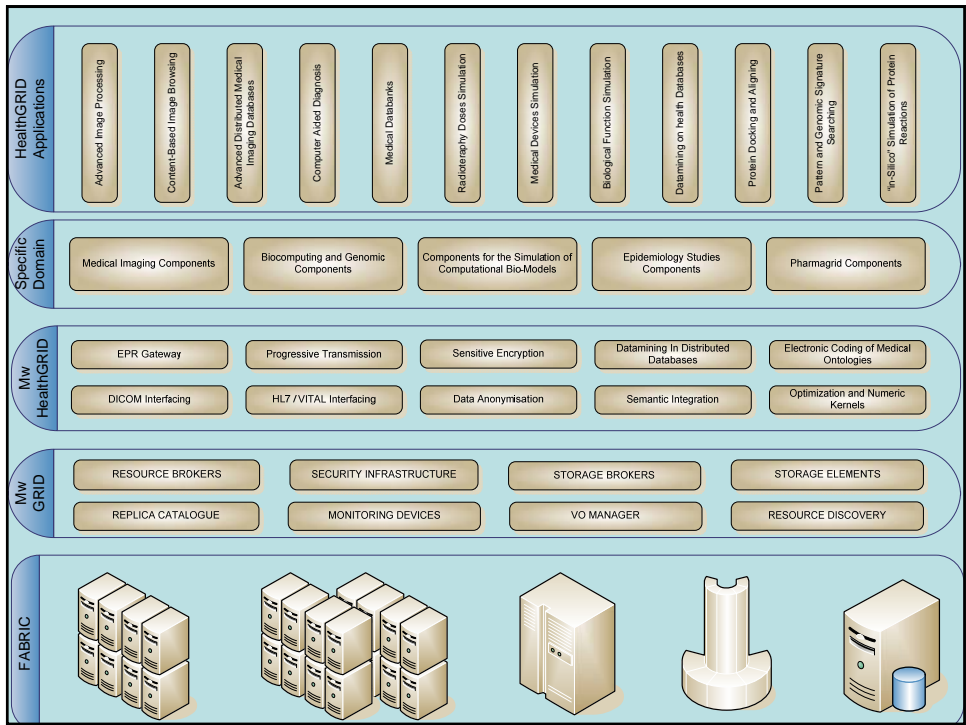 HealthGRID
Applications
Advanced Image Processing
Content-Based Image Browsing
Advanced Distributed Medical
Imaging Databases
Computer Aided Diagnosis
Medical Databanks
Radioteraphy Doses Simulation
Medical Devices Simulation
Biological Function Simulation
Datamining on health Databases
Protein Docking and Aligning
Pattern and Genomic Signature
Searching
"In-Silico" Simulation of Protein
Reactions
Specific
Domain
Medical Imaging Components
Biocomputing and Genomic
Components
Components for the Simulation of
Computational Bio-Models
Epidemiology Studies
Components
Pharmagrid Components
Mw
HealthGRID
EPR Gateway
Progressive Transmission
Sensitive Encryption
Datamining In Distributed
Databases
Electronic Coding of Medical
Ontologies
DICOM Interfacing
HL7 / VITAL Interfacing
Data Anonymisation
Semantic Integration
Optimization and Numeric
Kernels
Mw
GRID
RESOURCE BROKERS
SECURITY INFRASTRUCTURE
STORAGE BROKERS
STORAGE ELEMENTS
REPLICA CATALOGUE
MONITORING DEVICES
VO MANAGER
RESOURCE DISCOVERY
FABRIC